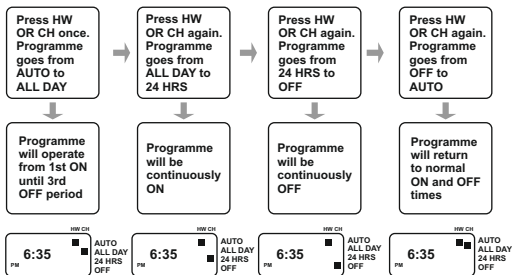 Press HW
OR CH once.
Programme
goes from
AUTO to
ALL DAY
Press HW
OR CH again.
Programme
goes from
ALL DAY to
24 HRS
Press HW
OR CH again.
Programme
goes from
24 HRS to
OFF
Press HW
OR CH again.
Programme
goes from
OFF to
AUTO
Programme
will operate
from 1st ON
until 3rd
OFF period
Programme
will be
continuously
ON
Programme
will be
continuously
OFF
Programme
will return
to normal
ON and OFF
times
HW CH
6:35
PM
AUTO
ALL DAY
24 HRS
OFF
HW CH
6:35
PM
AUTO
ALL DAY
24 HRS
OFF
HW CH
6:35
PM
AUTO
ALL DAY
24 HRS
OFF
HW CH
6:35
PM
AUTO
ALL DAY
24 HRS
OFF